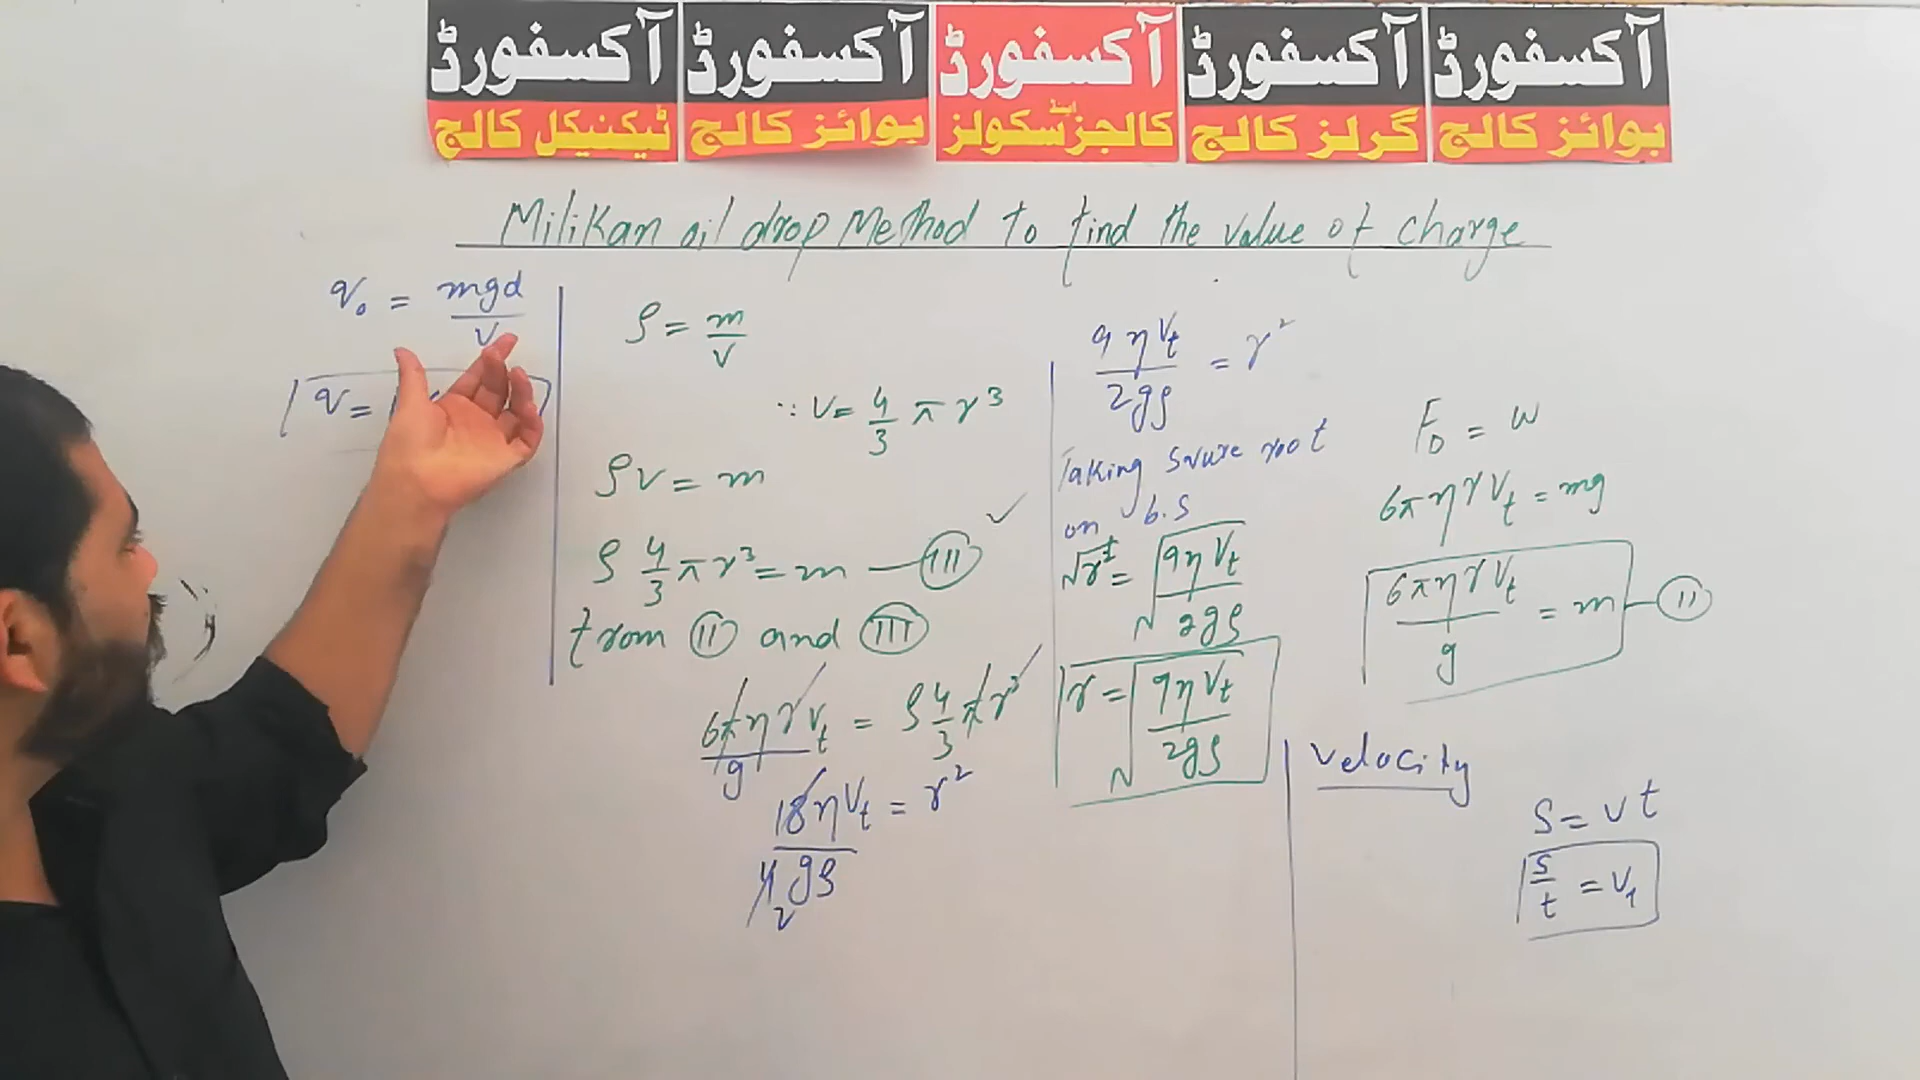 آکسفورڈ آکسفورڈ آکسفورڈ آکسفورڈ آکسفورڈ
بوائز کالج گرلز کالج کالجز اینڈ سکولز بوائز کالج ٹیکنیکل کالج
Milikan oil drop Method to find the value of charge
q₀ = mgd/V
q =
ρ = m/v
∵ v = 4/3 π r³
ρv = m
ρ 4/3 π r³ = m — III ✓
from II and III
6πηrVₜ/g = ρ 4/3 π r³
18ηVₜ/4gρ = r²
2
9ηVₜ/2gρ = r²
Taking Squre root
on b.s
√r² = √9ηVₜ/2gρ
r = √9ηVₜ/2gρ
F_D = w
6πηrVₜ = mg
6πηrVₜ/g = m — II
Velocity
S = vt
S/t = Vₜ